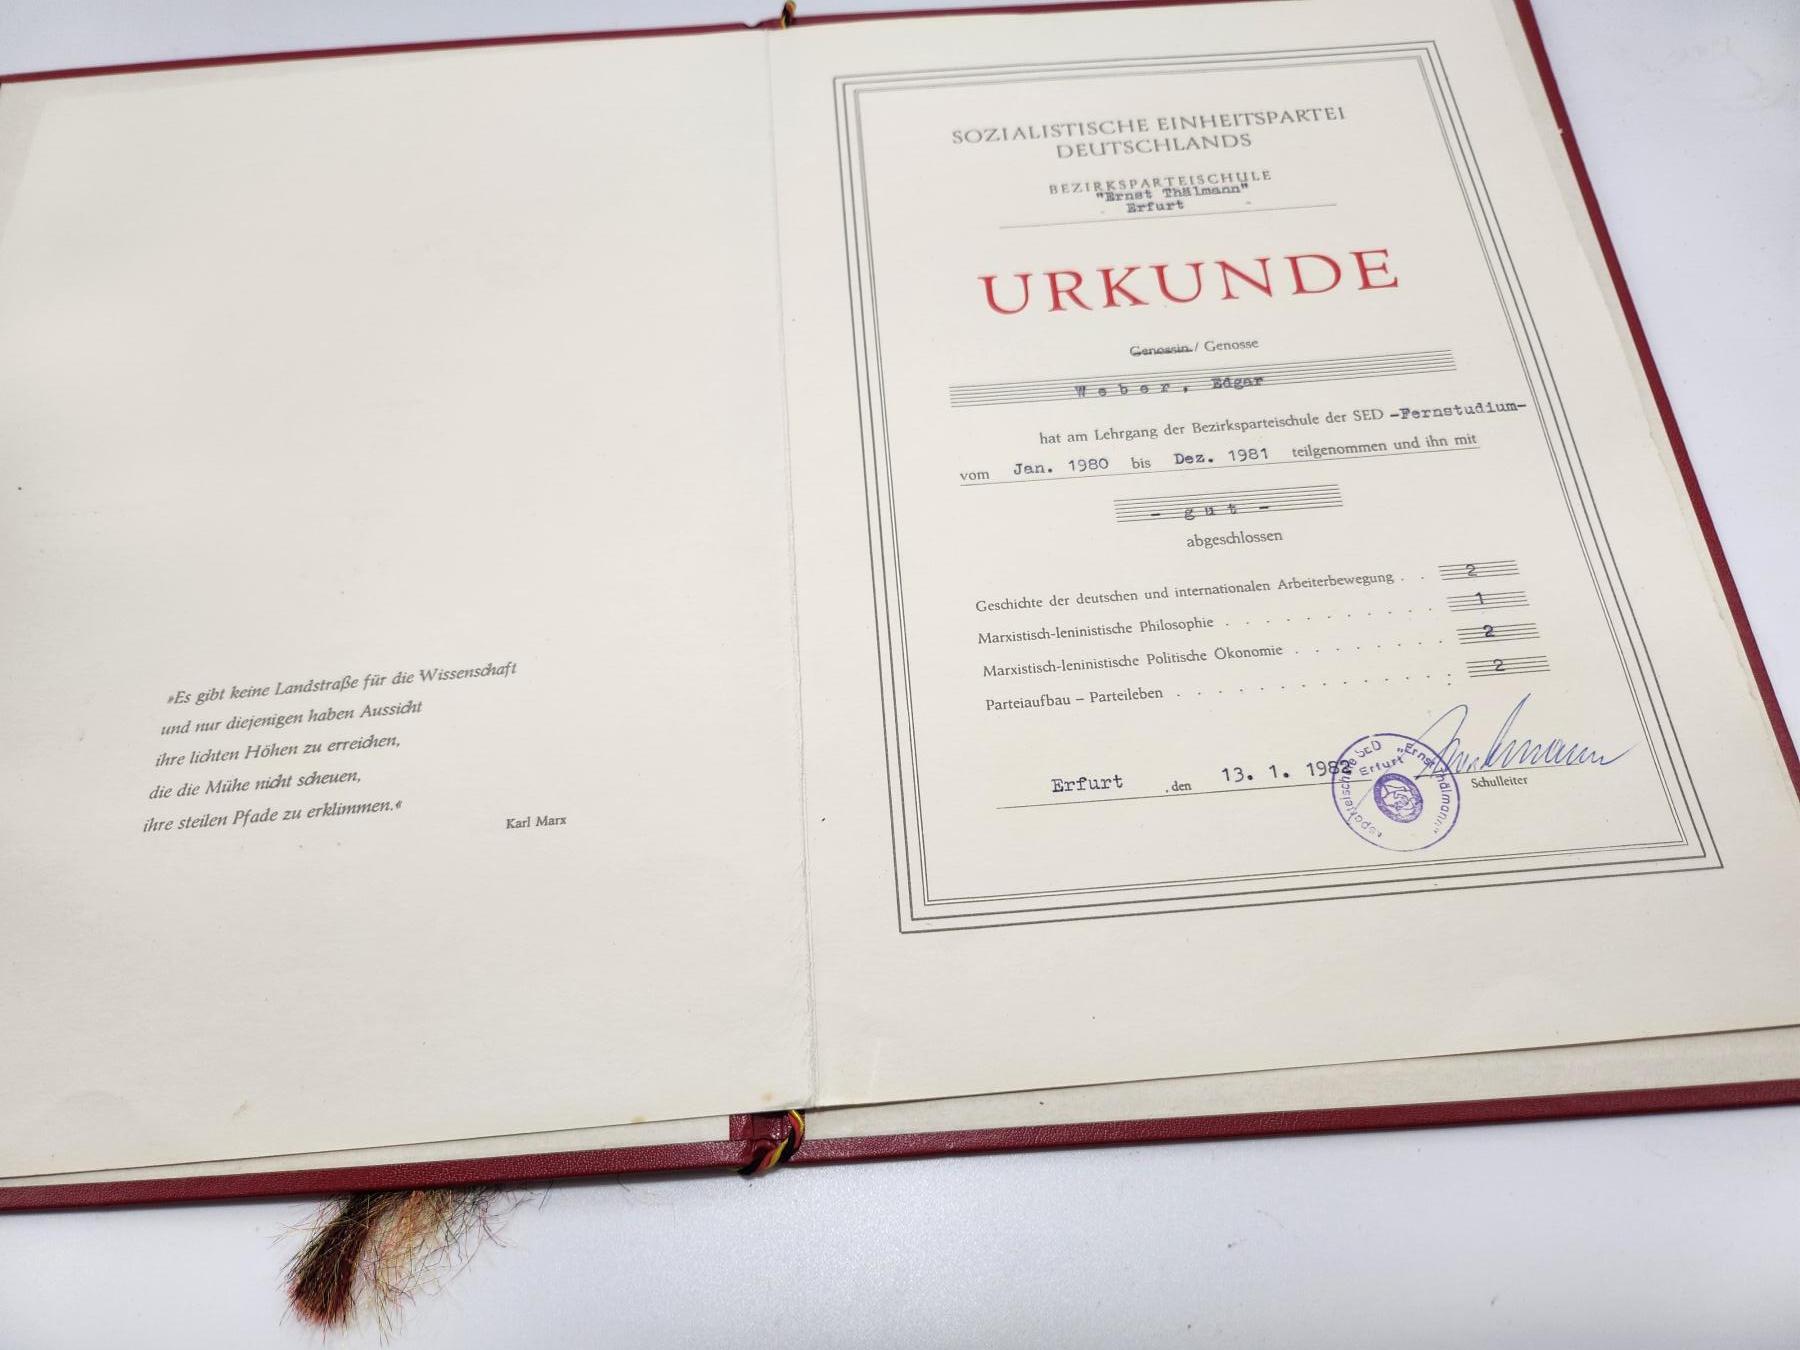 »Es gibt keine Landstraße für die Wissenschaft
und nur diejenigen haben Aussicht
ihre lichten Höhen zu erreichen,
die die Mühe nicht scheuen,
ihre steilen Pfade zu erklimmen.«
Karl Marx
SOZIALISTISCHE EINHEITSPARTEI
DEUTSCHLANDS
BEZIRKSPARTEISCHULE
"Ernst Thälmann"
Erfurt
URKUNDE
Genossin / Genosse
Weber, Edgar
hat am Lehrgang der Bezirksparteischule der SED -Fernstudium-
vom Jan. 1980 bis Dez. 1981 teilgenommen und ihn mit
- gut -
abgeschlossen
Geschichte der deutschen und internationalen Arbeiterbewegung . . 2
Marxistisch-leninistische Philosophie . . . . . . . . . . 1
Marxistisch-leninistische Politische Ökonomie . . . . . . . 2
Parteiaufbau – Parteileben . . . . . . . . . . . . . 2
Erfurt , den 13. 1. 1982
Schulleiter
SED "Ernst Thälmann"
Erfurt